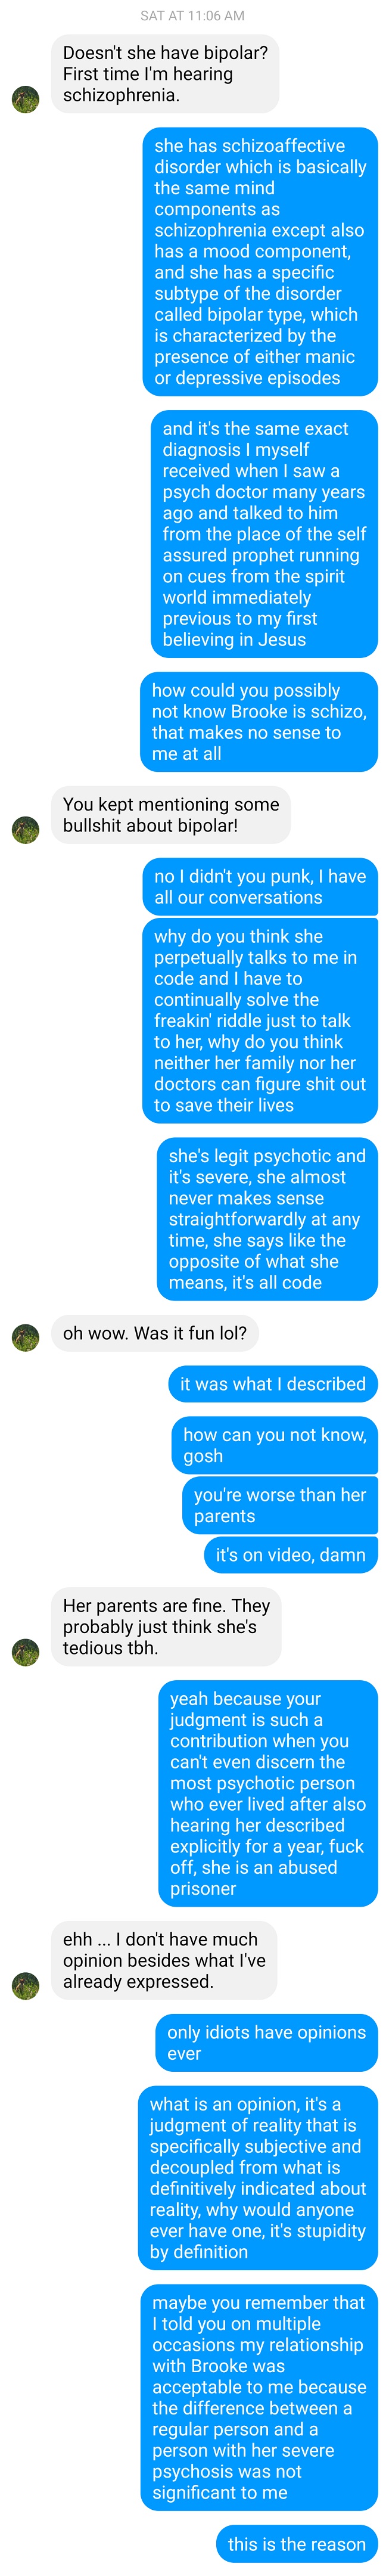 SAT AT 11:06 AM
Doesn't she have bipolar?
First time I'm hearing
schizophrenia.
she has schizoaffective
disorder which is basically
the same mind
components as
schizophrenia except also
has a mood component,
and she has a specific
subtype of the disorder
called bipolar type, which
is characterized by the
presence of either manic
or depressive episodes
and it's the same exact
diagnosis I myself
received when I saw a
psych doctor many years
ago and talked to him
from the place of the self
assured prophet running
on cues from the spirit
world immediately
previous to my first
believing in Jesus
how could you possibly
not know Brooke is schizo,
that makes no sense to
me at all
You kept mentioning some
bullshit about bipolar!
no I didn't you punk, I have
all our conversations
why do you think she
perpetually talks to me in
code and I have to
continually solve the
freakin' riddle just to talk
to her, why do you think
neither her family nor her
doctors can figure shit out
to save their lives
she's legit psychotic and
it's severe, she almost
never makes sense
straightforwardly at any
time, she says like the
opposite of what she
means, it's all code
oh wow. Was it fun lol?
it was what I described
how can you not know,
gosh
you're worse than her
parents
it's on video, damn
Her parents are fine. They
probably just think she's
tedious tbh.
yeah because your
judgment is such a
contribution when you
can't even discern the
most psychotic person
who ever lived after also
hearing her described
explicitly for a year, fuck
off, she is an abused
prisoner
ehh ... I don't have much
opinion besides what I've
already expressed.
only idiots have opinions
ever
what is an opinion, it's a
judgment of reality that is
specifically subjective and
decoupled from what is
definitively indicated about
reality, why would anyone
ever have one, it's stupidity
by definition
maybe you remember that
I told you on multiple
occasions my relationship
with Brooke was
acceptable to me because
the difference between a
regular person and a
person with her severe
psychosis was not
significant to me
this is the reason